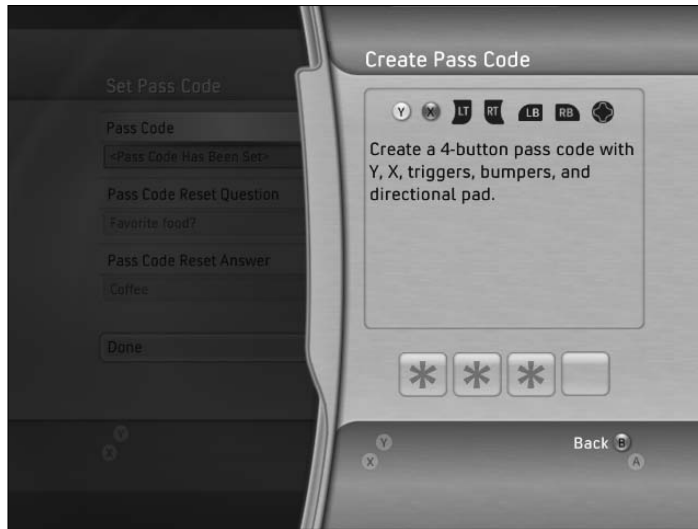 Create Pass Code
Set Pass Code
Y X LT RT LB RB
Create a 4-button pass code with
Y, X, triggers, bumpers, and
directional pad.
Pass Code
<Pass Code Has Been Set>
Pass Code Reset Question
Favorite food?
Pass Code Reset Answer
Coffee
Done
* * *
Y
X
Y
X
Back B
A